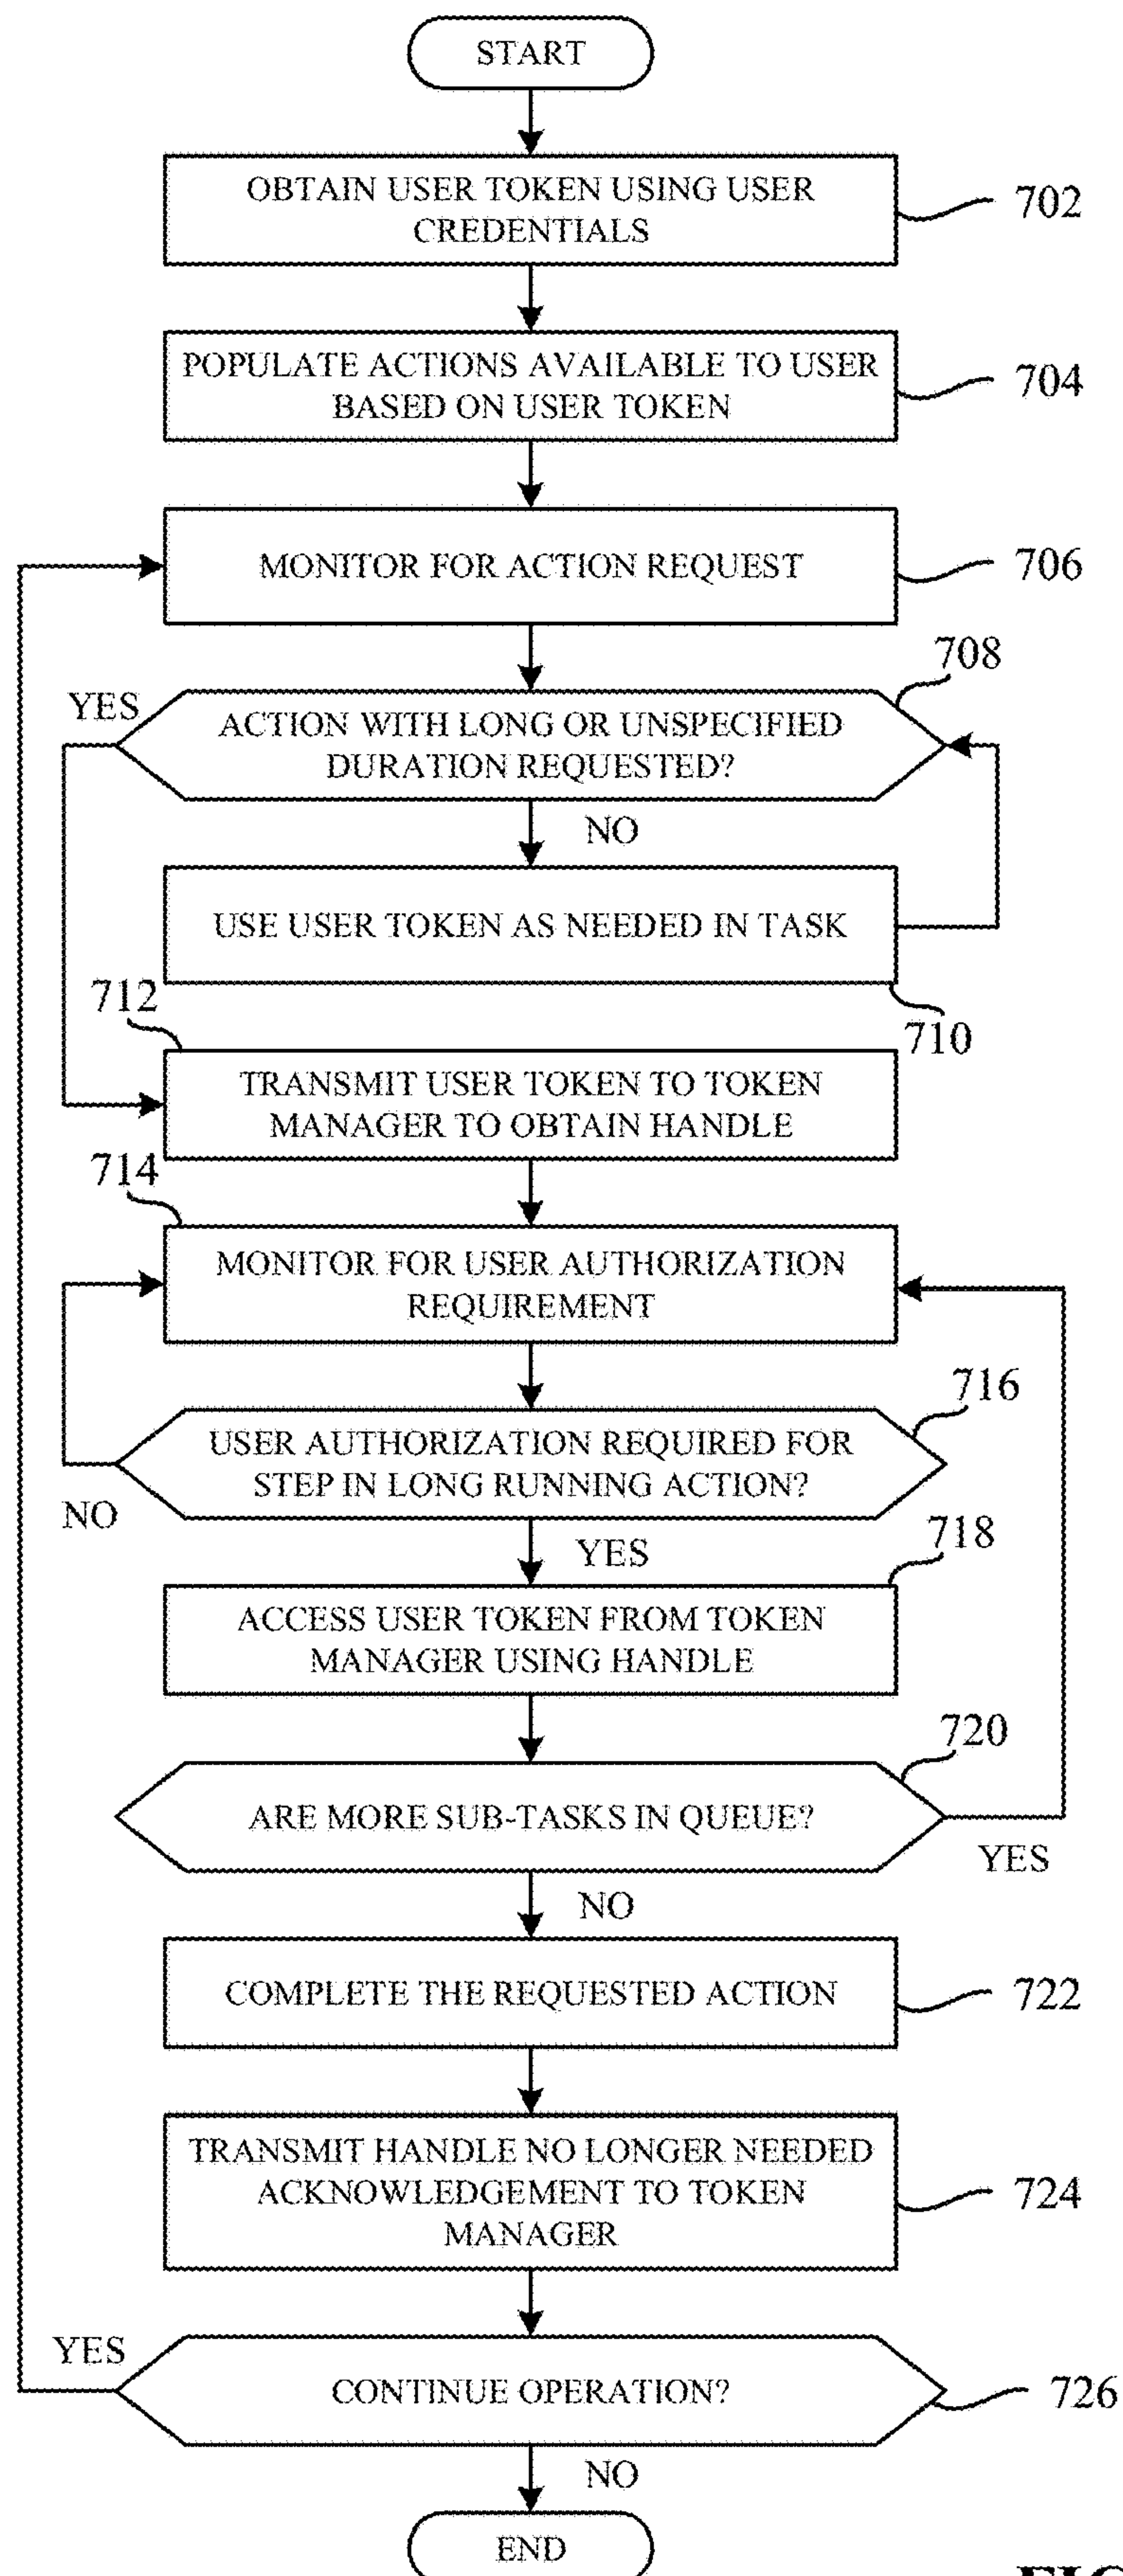 START
OBTAIN USER TOKEN USING USER
CREDENTIALS
702
POPULATE ACTIONS AVAILABLE TO USER
BASED ON USER TOKEN
704
MONITOR FOR ACTION REQUEST
706
708
YES
ACTION WITH LONG OR UNSPECIFIED
DURATION REQUESTED?
NO
USE USER TOKEN AS NEEDED IN TASK
712
710
TRANSMIT USER TOKEN TO TOKEN
MANAGER TO OBTAIN HANDLE
714
MONITOR FOR USER AUTHORIZATION
REQUIREMENT
716
USER AUTHORIZATION REQUIRED FOR
STEP IN LONG RUNNING ACTION?
NO
YES
718
ACCESS USER TOKEN FROM TOKEN
MANAGER USING HANDLE
720
ARE MORE SUB-TASKS IN QUEUE?
YES
NO
COMPLETE THE REQUESTED ACTION
722
TRANSMIT HANDLE NO LONGER NEEDED
ACKNOWLEDGEMENT TO TOKEN
MANAGER
724
YES
CONTINUE OPERATION?
726
NO
END